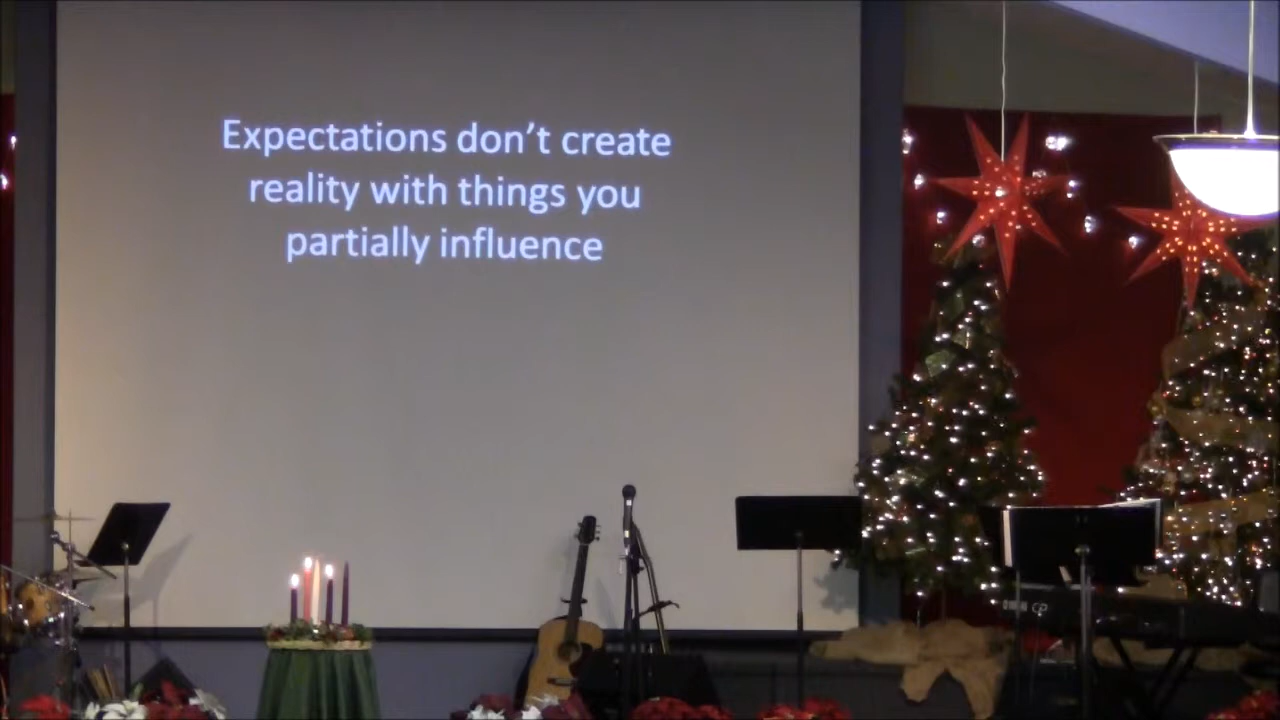 Expectations don't create
reality with things you
partially influence